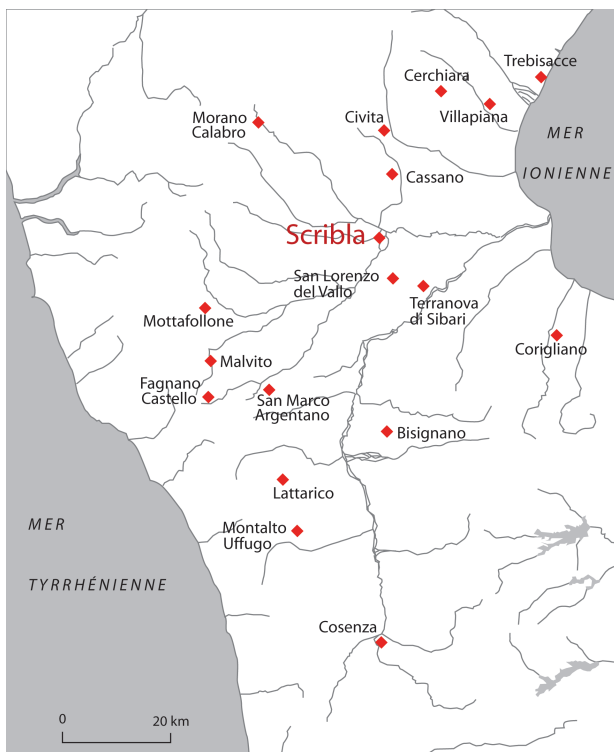 Trebisacce
Cerchiara
Villapiana
Morano
Calabro
Civita
MER
IONIENNE
Cassano
Scribla
San Lorenzo
del Vallo
Terranova
di Sibari
Mottafollone
Corigliano
Malvito
Fagnano
Castello
San Marco
Argentano
Bisignano
Lattarico
MER
TYRRHÉNIENNE
Montalto
Uffugo
Cosenza
0 20 km